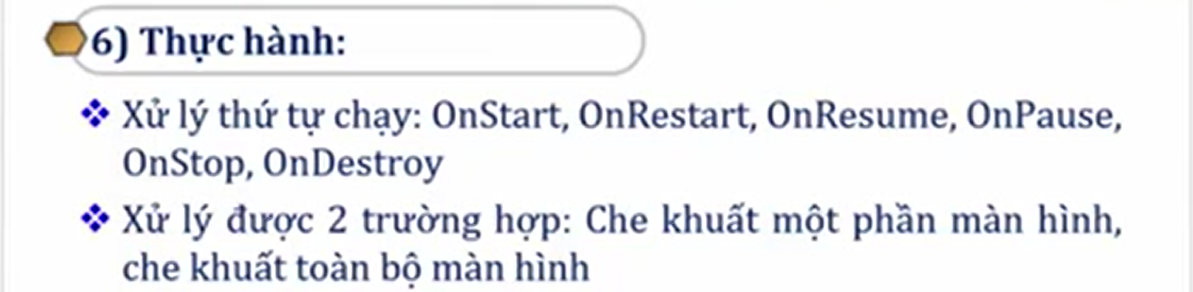 6) Thực hành:
Xử lý thứ tự chạy: OnStart, OnRestart, OnResume, OnPause,
OnStop, OnDestroy
Xử lý được 2 trường hợp: Che khuất một phần màn hình,
che khuất toàn bộ màn hình